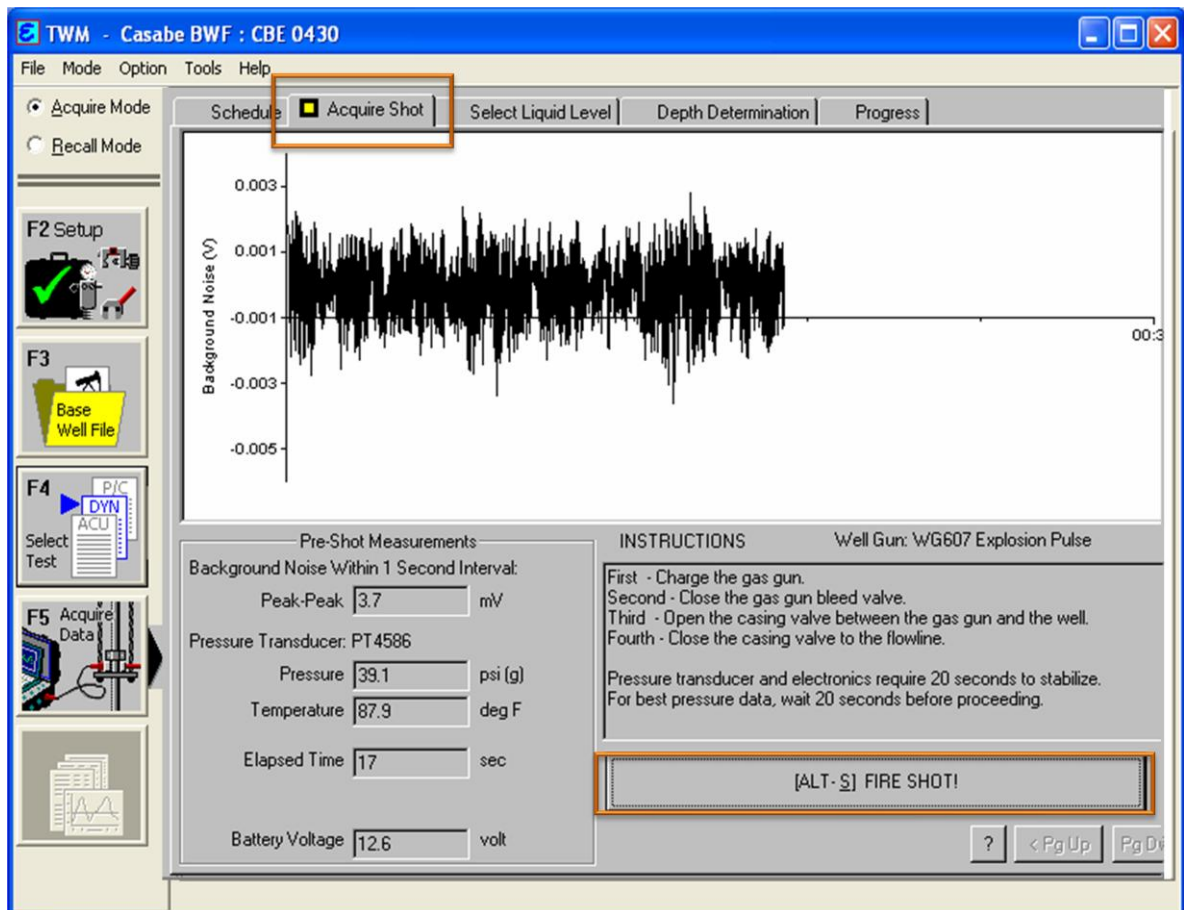 TWM - Casabe BWF : CBE 0430
File Mode Option Tools Help
Acquire Mode
Recall Mode
F2 Setup
F3
Base
Well File
F4
P/C
DYN
ACU
Select
Test
F5 Acquire
Data
Schedule Acquire Shot Select Liquid Level Depth Determination Progress
Background Noise (V)
0.003
0.001
-0.001
-0.003
-0.005
00:3
Pre-Shot Measurements
Background Noise Within 1 Second Interval:
Peak-Peak 3.7 mV
Pressure Transducer: PT4586
Pressure 39.1 psi (g)
Temperature 87.9 deg F
Elapsed Time 17 sec
Battery Voltage 12.6 volt
INSTRUCTIONS Well Gun: WG607 Explosion Pulse
First - Charge the gas gun.
Second - Close the gas gun bleed valve.
Third - Open the casing valve between the gas gun and the well.
Fourth - Close the casing valve to the flowline.
Pressure transducer and electronics require 20 seconds to stabilize.
For best pressure data, wait 20 seconds before proceeding.
[ALT- S] FIRE SHOT!
? < Pg Up Pg